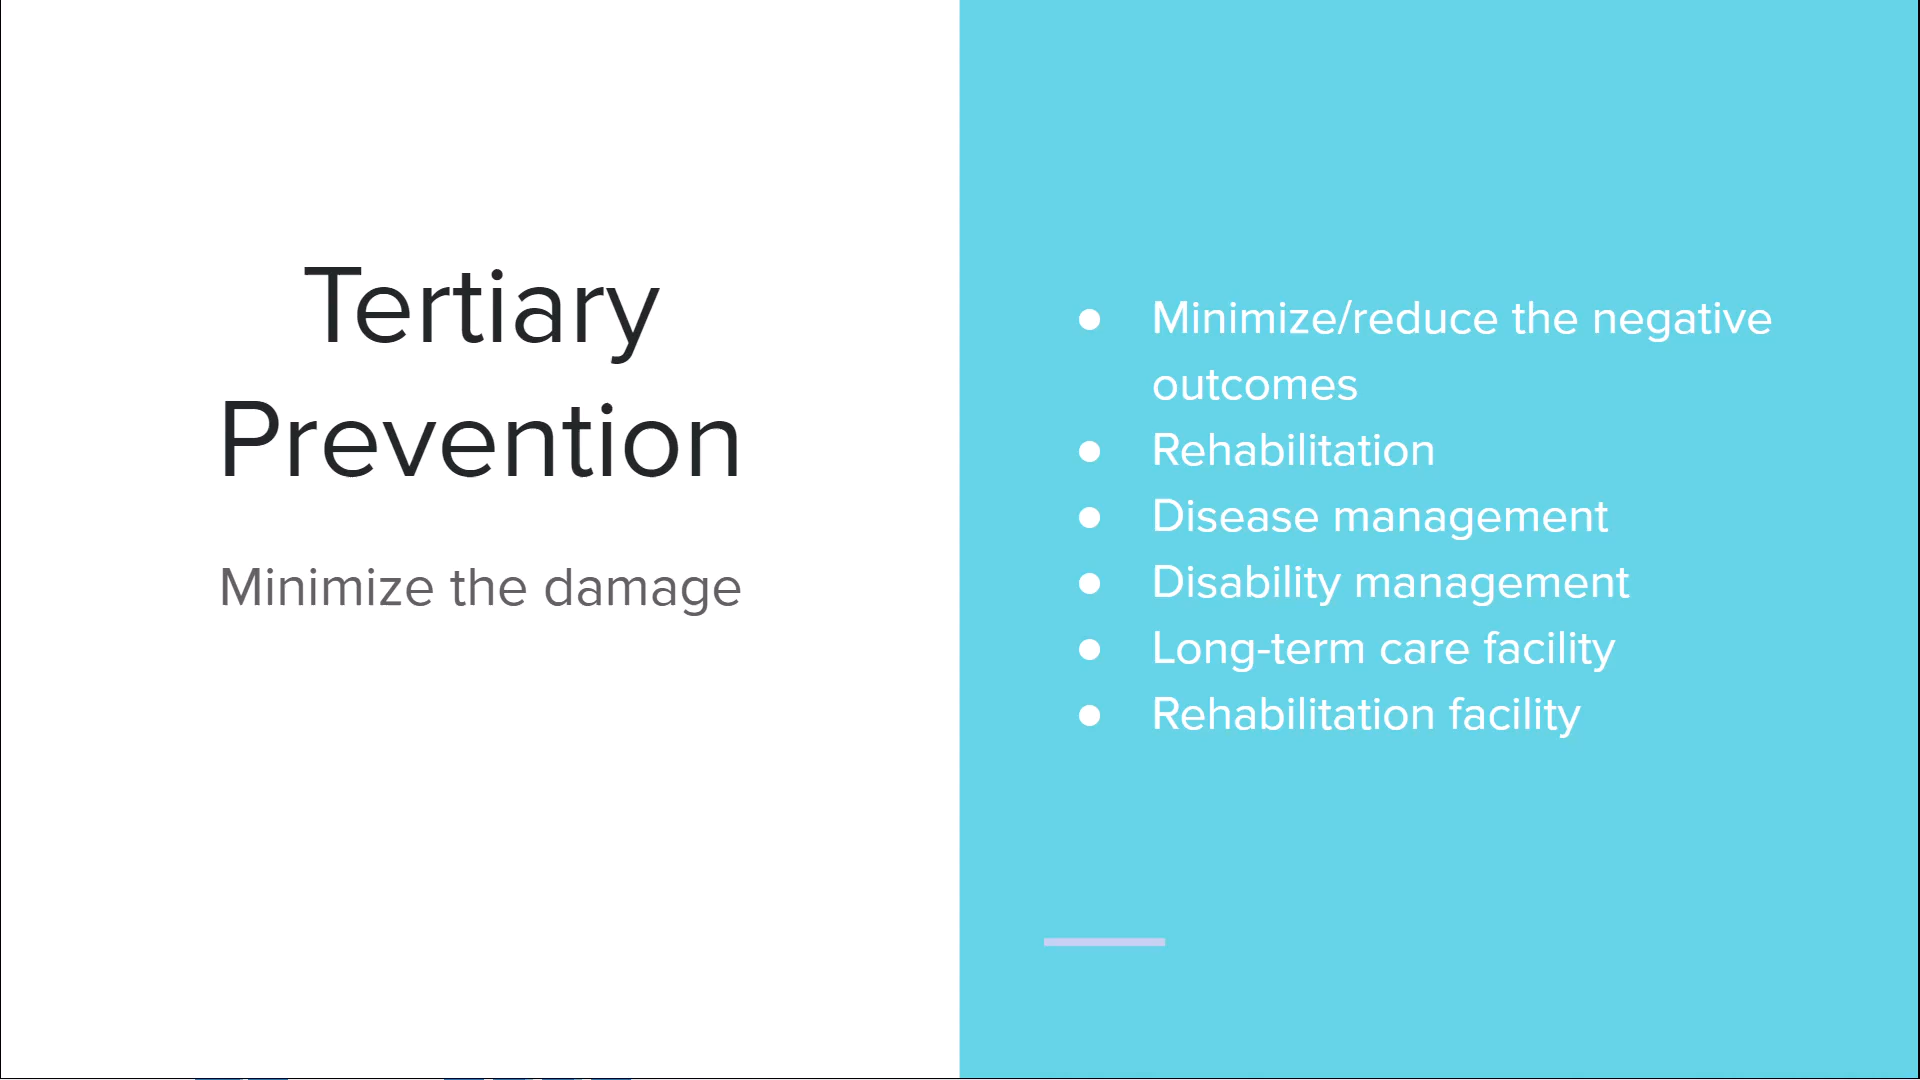 Tertiary
Prevention
Minimize the damage
● Minimize/reduce the negative
outcomes
● Rehabilitation
● Disease management
● Disability management
● Long-term care facility
● Rehabilitation facility